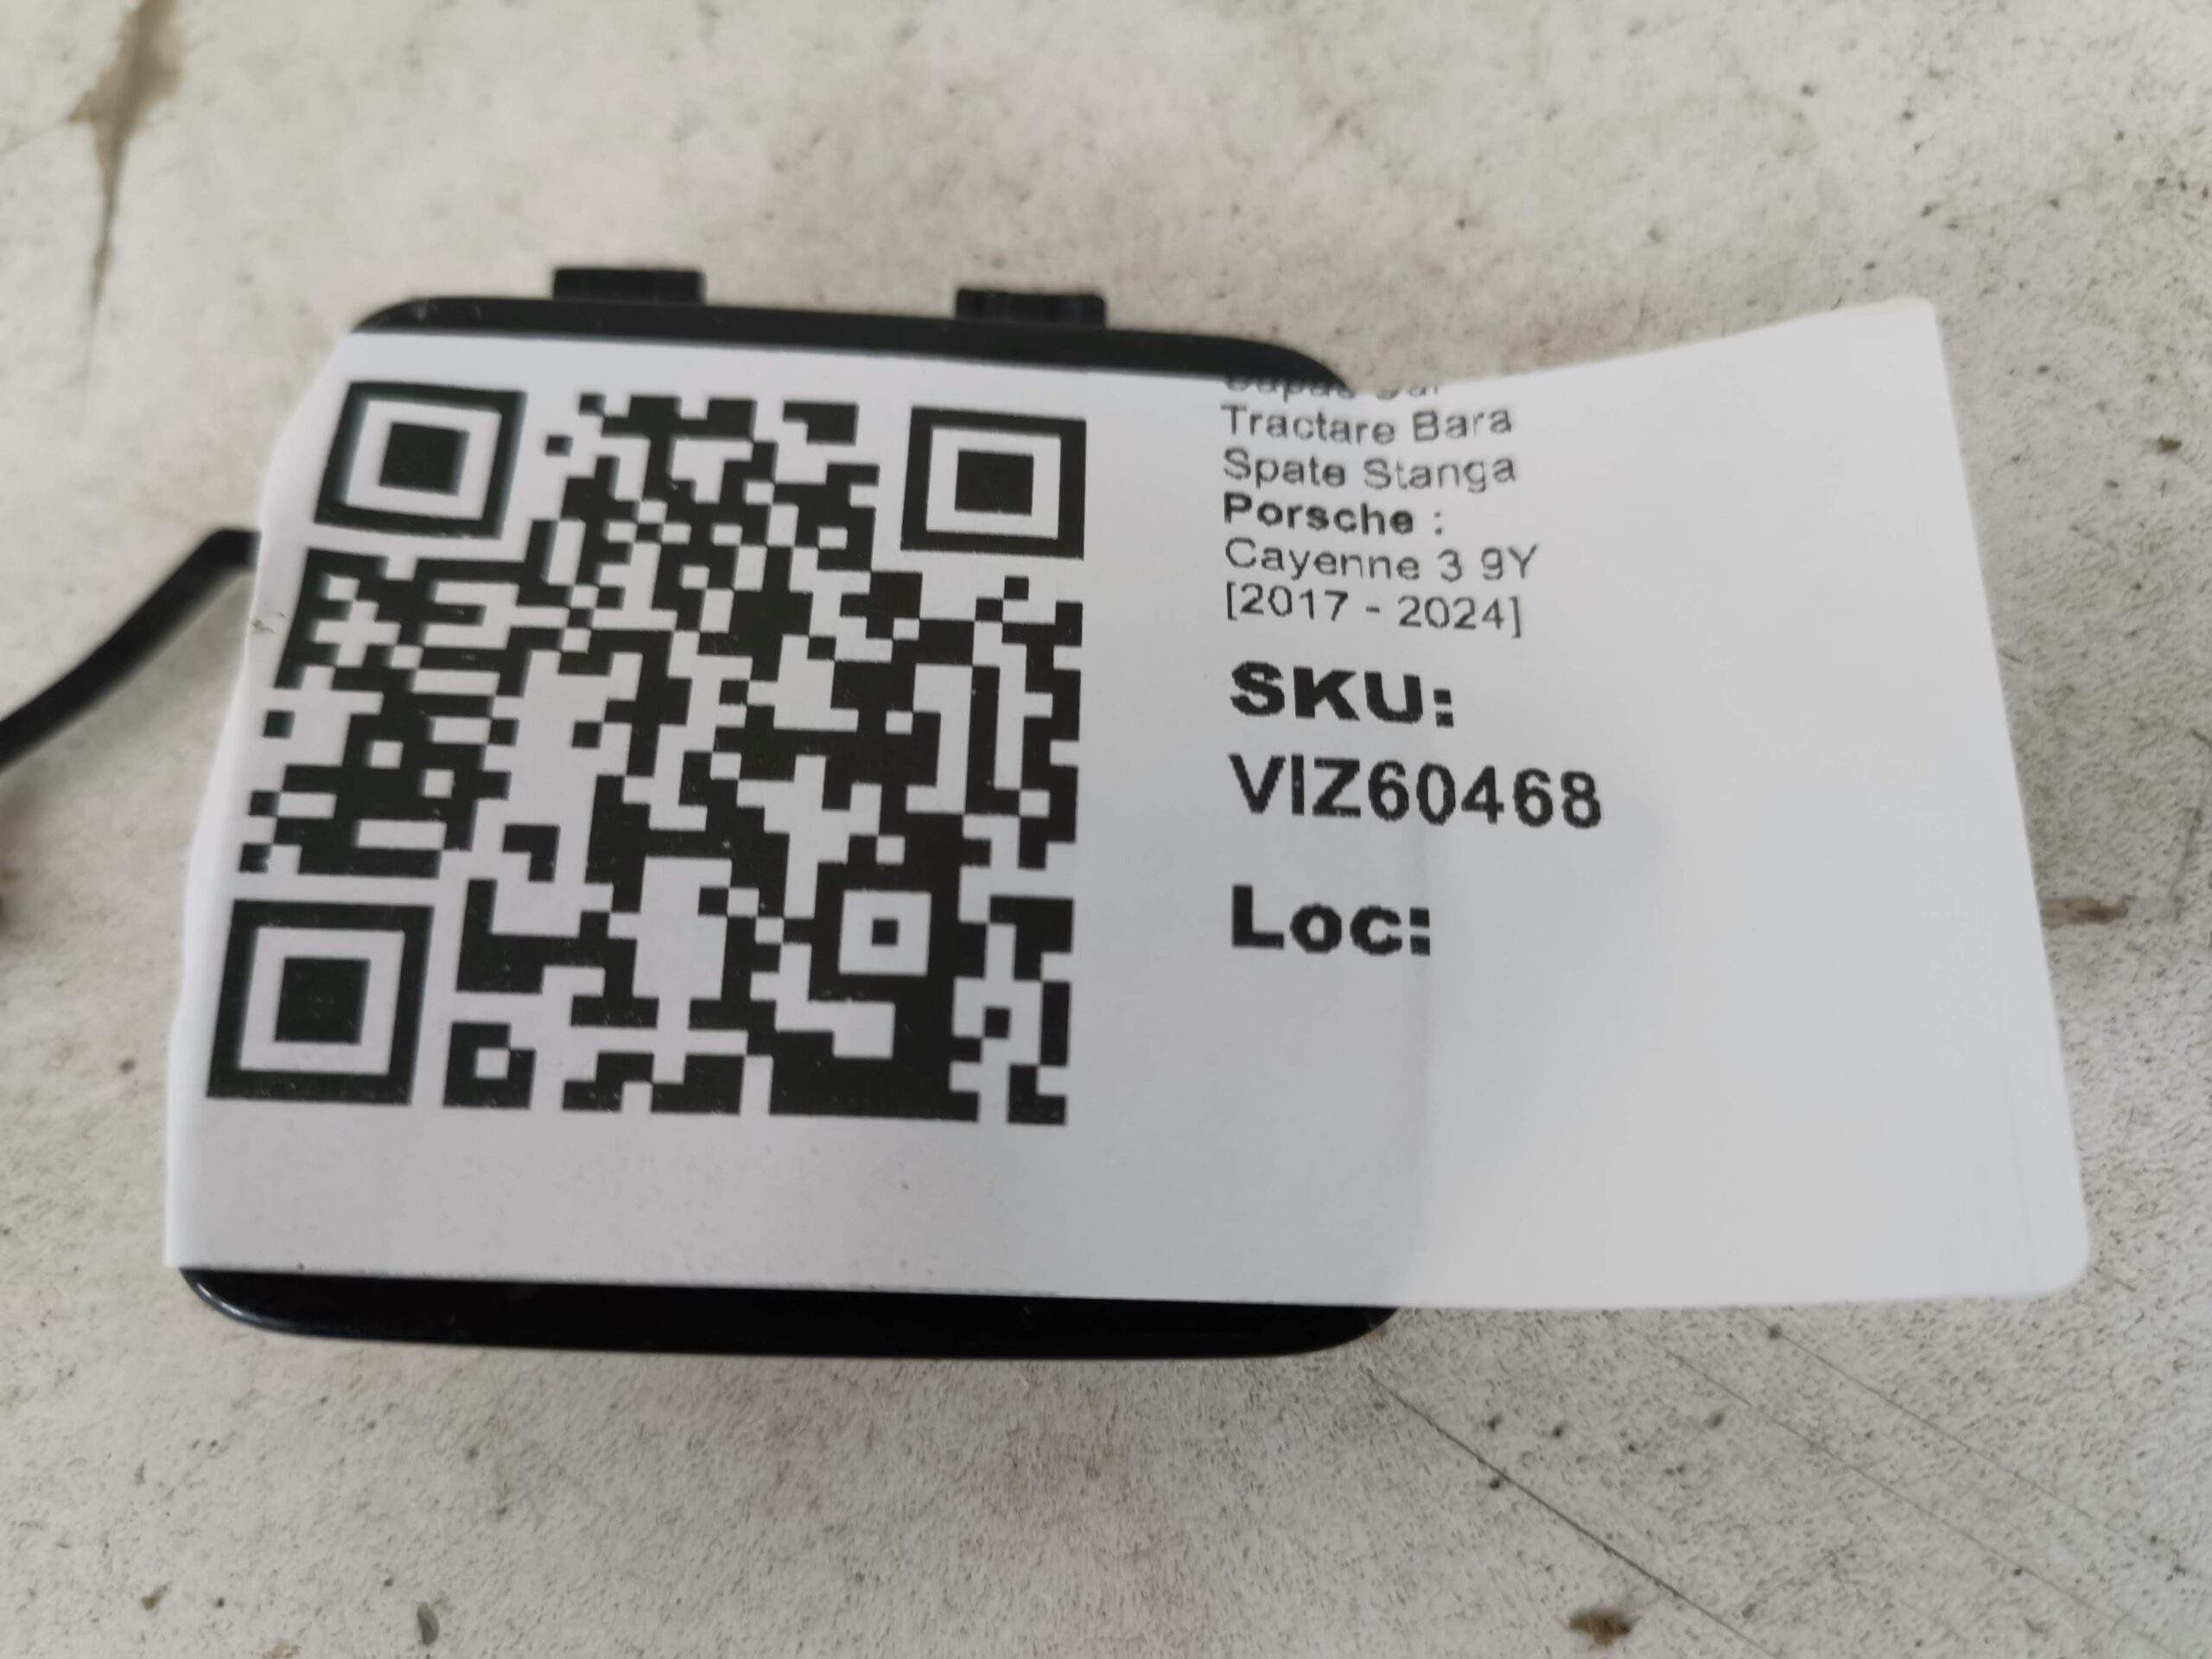 Tractare Bara
Spate Stanga
Porsche :
Cayenne 3 9Y
[2017 - 2024]
SKU:
VIZ60468
Loc: